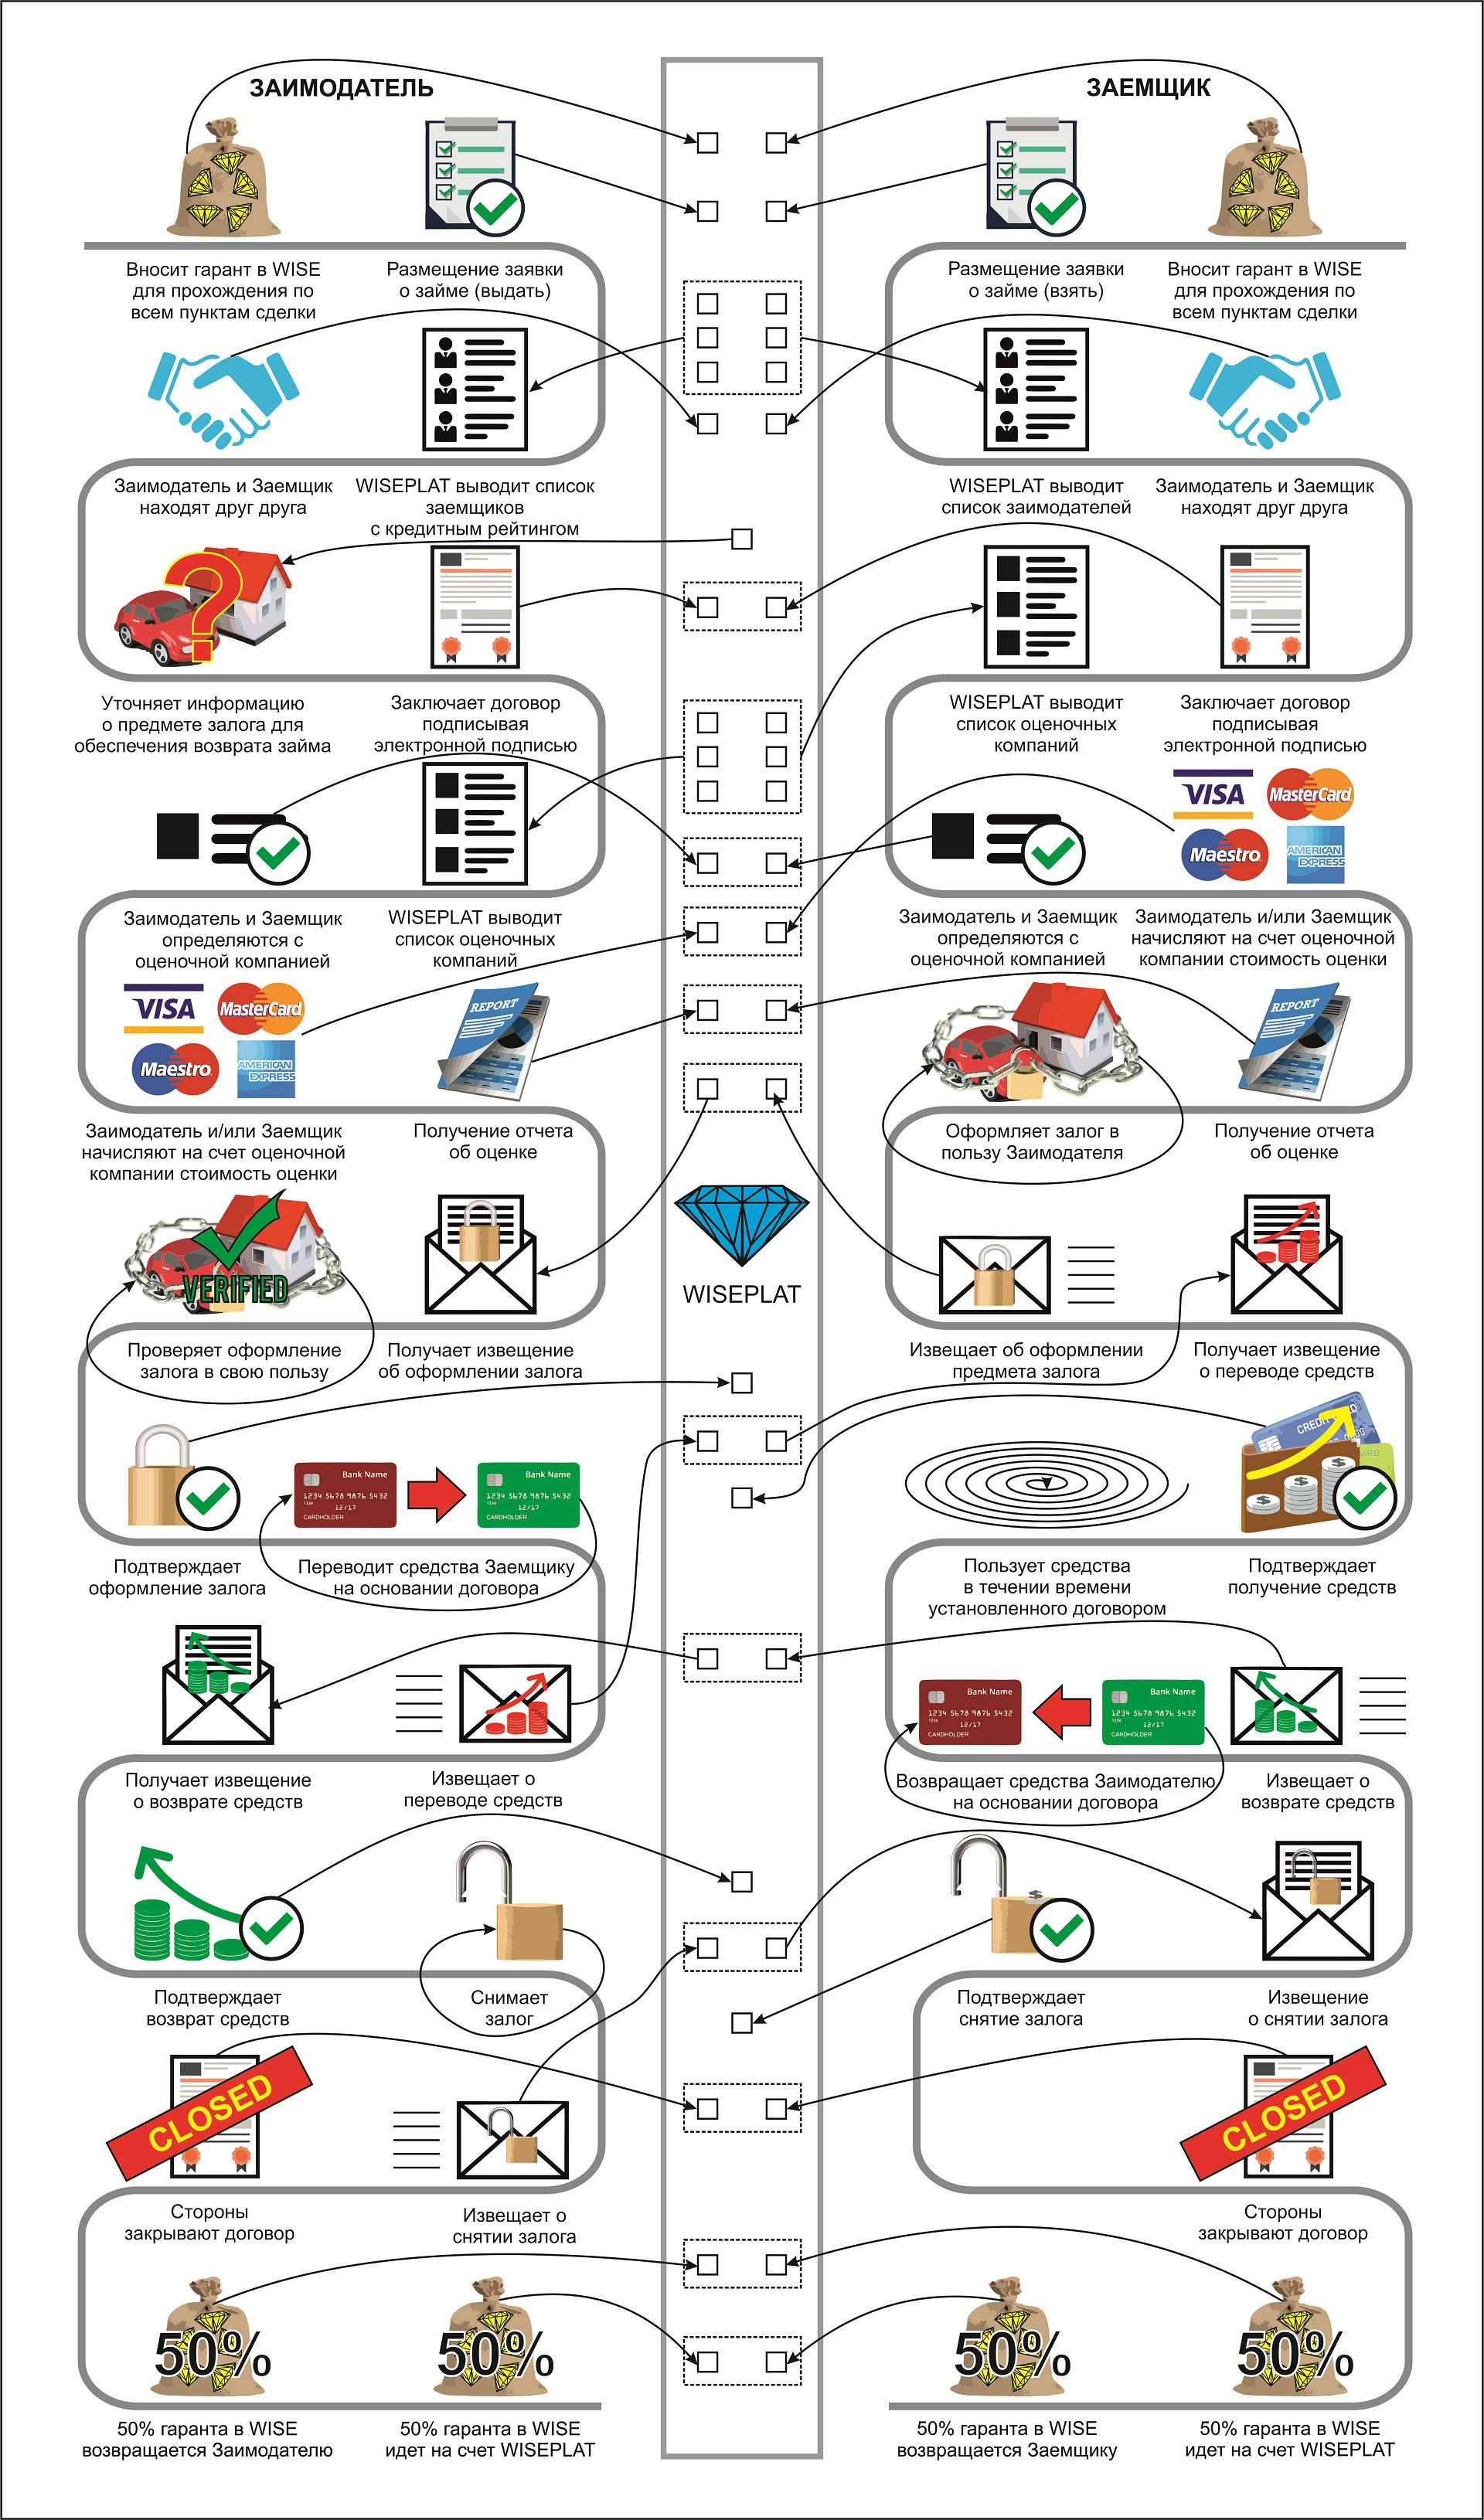 ЗАИМОДАТЕЛЬ
ЗАЕМЩИК
Вносит гарант в WISE
для прохождения по
всем пунктам сделки
Размещение заявки
о займе (выдать)
Размещение заявки
о займе (взять)
Вносит гарант в WISE
для прохождения по
всем пунктам сделки
Заимодатель и Заемщик
находят друг друга
WISEPLAT выводит список
заемщиков
с кредитным рейтингом
WISEPLAT выводит
список заимодателей
Заимодатель и Заемщик
находят друг друга
?
Уточняет информацию
о предмете залога для
обеспечения возврата займа
Заключает договор
подписывая
электронной подписью
WISEPLAT выводит
список оценочных
компаний
Заключает договор
подписывая
электронной подписью
VISA
MasterCard
Maestro
AMERICAN
EXPRESS
Заимодатель и Заемщик
определяются с
оценочной компанией
WISEPLAT выводит
список оценочных
компаний
Заимодатель и Заемщик
определяются с
оценочной компанией
Заимодатель и/или Заемщик
начисляют на счет оценочной
компании стоимость оценки
VISA
MasterCard
Maestro
AMERICAN
EXPRESS
REPORT
REPORT
Заимодатель и/или Заемщик
начисляют на счет оценочной
компании стоимость оценки
Получение отчета
об оценке
Оформляет залог в
пользу Заимодателя
Получение отчета
об оценке
VERIFIED
WISEPLAT
Проверяет оформление
залога в свою пользу
Получает извещение
об оформлении залога
Извещает об оформлении
предмета залога
Получает извещение
о переводе средств
Bank Name
1234 5678 9876 5432
1234
12/17
CARDHOLDER
Bank Name
1234 5678 9876 5432
1234
12/17
CARDHOLDER
CREDIT
CARD
$ $ $
Подтверждает
оформление залога
Переводит средства Заемщику
на основании договора
Пользует средства
в течении времени
установленного договором
Подтверждает
получение средств
Bank Name
1234 5678 9876 5432
1234
12/17
CARDHOLDER
Bank Name
1234 5678 9876 5432
1234
12/17
CARDHOLDER
Получает извещение
о возврате средств
Извещает о
переводе средств
Возвращает средства Заимодателю
на основании договора
Извещает о
возврате средств
$
Подтверждает
возврат средств
Снимает
залог
Подтверждает
снятие залога
Извещение
о снятии залога
CLOSED
CLOSED
Стороны
закрывают договор
Извещает о
снятии залога
Стороны
закрывают договор
50%
50%
50%
50%
50% гаранта в WISE
возвращается Заимодателю
50% гаранта в WISE
идет на счет WISEPLAT
50% гаранта в WISE
возвращается Заемщику
50% гаранта в WISE
идет на счет WISEPLAT